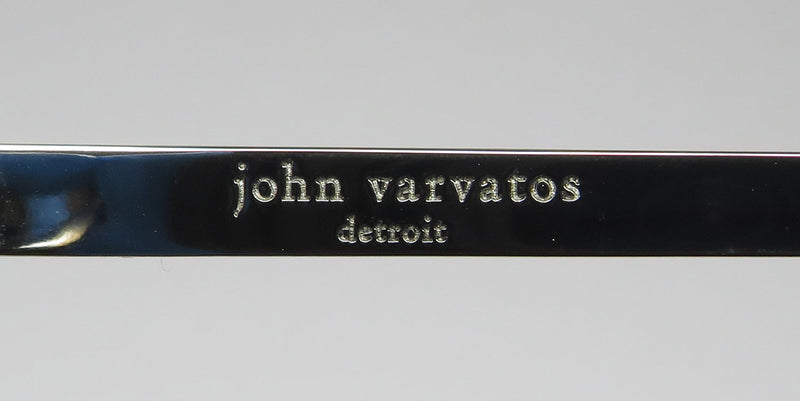 john varvatos
detroit